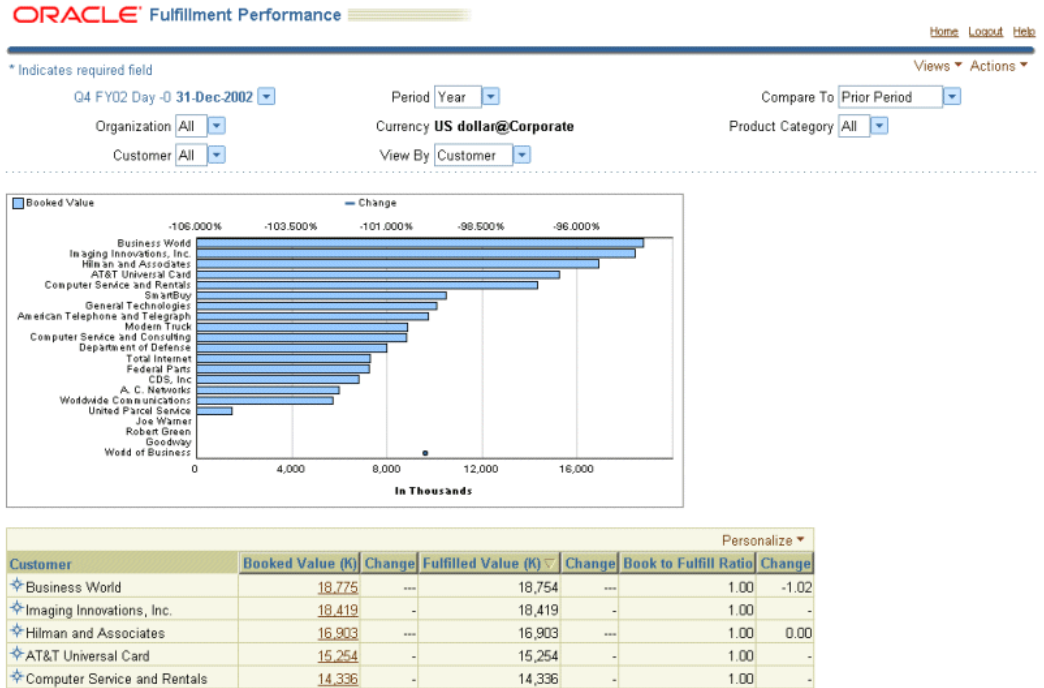 ORACLE Fulfillment Performance
Home Logout Help
* Indicates required field Views Actions
Q4 FY02 Day -0 31-Dec-2002 Period Year Compare To Prior Period
Organization All Currency US dollar@Corporate Product Category All
Customer All View By Customer
Booked Value Change
-106.000% -103.500% -101.000% -98.500% -96.000%
Business World
Imaging Innovations, Inc.
Hilman and Associates
AT&T Universal Card
Computer Service and Rentals
SmartBuy
General Technologies
American Telephone and Telegraph
Modern Truck
Computer Service and Consulting
Department of Defense
Total Internet
Federal Parts
CDS, Inc
A. C. Networks
Worldwide Communications
United Parcel Service
Joe Warner
Robert Green
Goodway
World of Business
0 4,000 8,000 12,000 16,000
In Thousands
Personalize
Customer Booked Value (K) Change Fulfilled Value (K) Change Book to Fulfill Ratio Change
Business World 18,775 --- 18,754 --- 1.00 -1.02
Imaging Innovations, Inc. 18,419 - 18,419 - 1.00 -
Hilman and Associates 16,903 --- 16,903 --- 1.00 0.00
AT&T Universal Card 15,254 - 15,254 - 1.00 -
Computer Service and Rentals 14,336 - 14,336 - 1.00 -